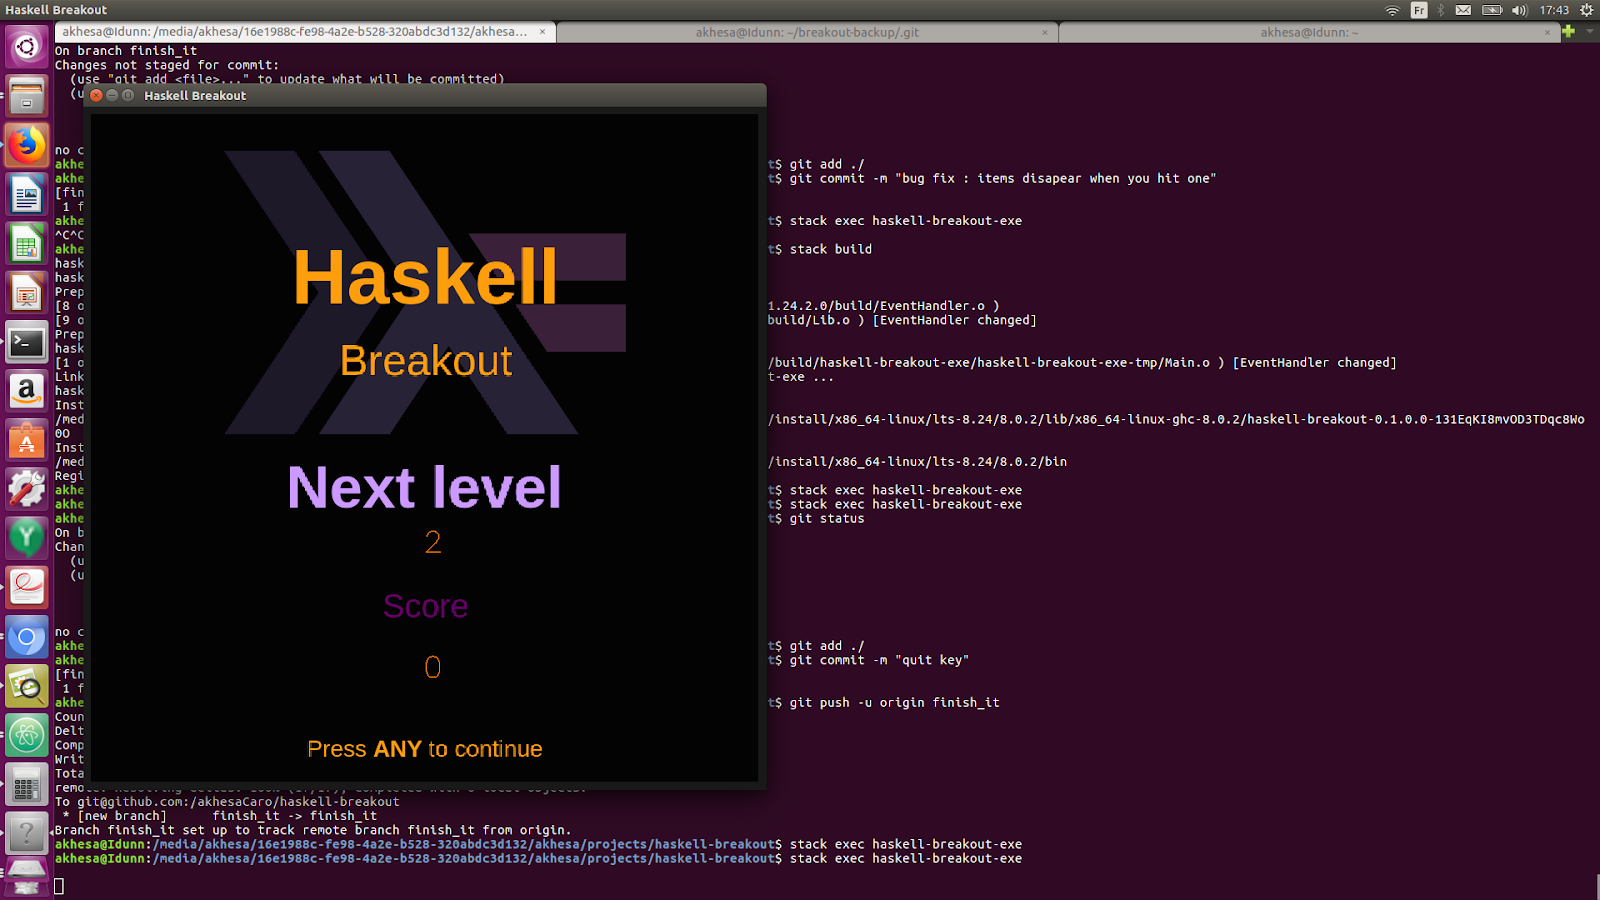 Haskell Breakout
Fr
17:43
akhesa@Idunn: /media/akhesa/16e1988c-fe98-4a2e-b528-320abdc3d132/akhesa... ×
akhesa@Idunn: ~/breakout-backup/.git ×
akhesa@Idunn: ~ ×
On branch finish_it
Changes not staged for commit:
(use "git add <file>..." to update what will be committed)
(u
Haskell Breakout
no c
akhe t$ git add ./
akhe t$ git commit -m "bug fix : items disapear when you hit one"
[fin
1 f
akhe t$ stack exec haskell-breakout-exe
^C^C
akhe t$ stack build
hask
hask
Prep
[8 o 1.24.2.0/build/EventHandler.o )
[9 o build/Lib.o ) [EventHandler changed]
Prep
hask
[1 o /build/haskell-breakout-exe/haskell-breakout-exe-tmp/Main.o ) [EventHandler changed]
Link t-exe ...
hask
Inst
/med /install/x86_64-linux/lts-8.24/8.0.2/lib/x86_64-linux-ghc-8.0.2/haskell-breakout-0.1.0.0-131EqKI8mvOD3TDqc8Wo
0O
Inst
/med /install/x86_64-linux/lts-8.24/8.0.2/bin
Regi
akhe t$ stack exec haskell-breakout-exe
akhe t$ stack exec haskell-breakout-exe
akhe t$ git status
On b
Chan
(u
(u
no c
akhe t$ git add ./
akhe t$ git commit -m "quit key"
[fin
1 f
akhe t$ git push -u origin finish_it
Coun
Delt
Comp
Writ
Tota
To git@github.com:/akhesaCaro/haskell-breakout
* [new branch] finish_it -> finish_it
Branch finish_it set up to track remote branch finish_it from origin.
akhesa@Idunn:/media/akhesa/16e1988c-fe98-4a2e-b528-320abdc3d132/akhesa/projects/haskell-breakout$ stack exec haskell-breakout-exe
akhesa@Idunn:/media/akhesa/16e1988c-fe98-4a2e-b528-320abdc3d132/akhesa/projects/haskell-breakout$ stack exec haskell-breakout-exe
Haskell
Breakout
Next level
2
Score
0
Press ANY to continue